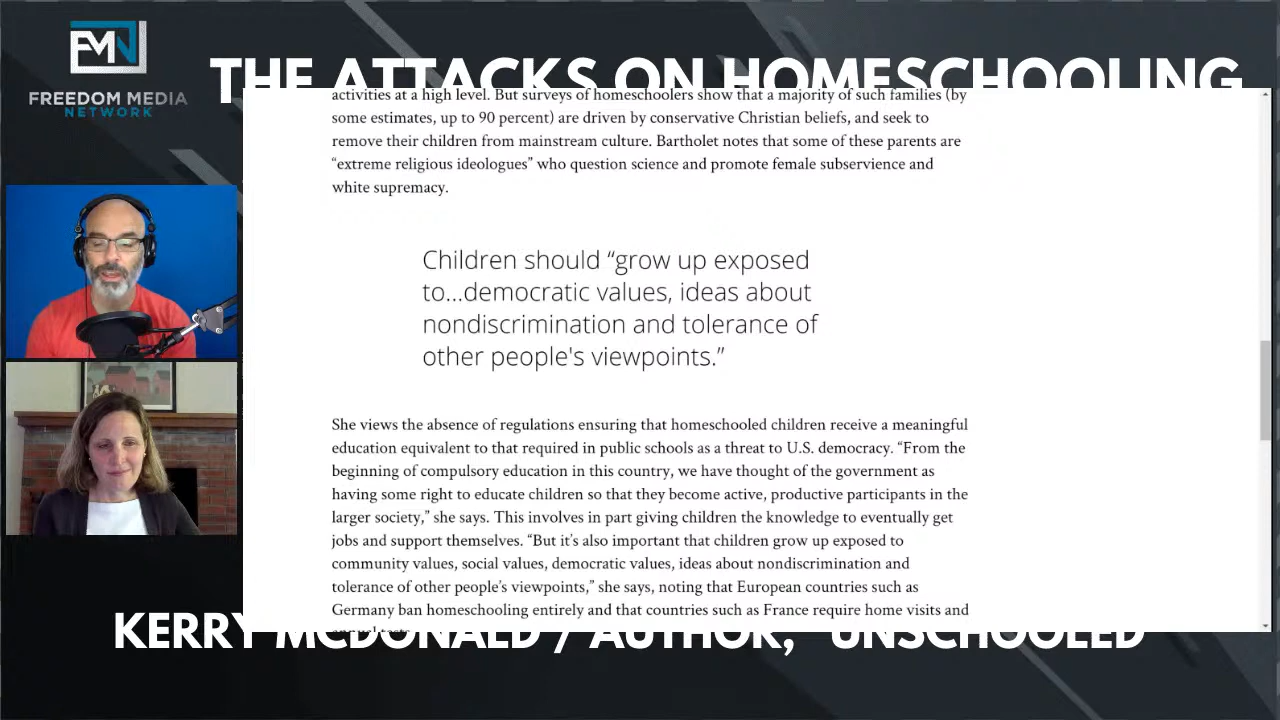 FMN
FREEDOM MEDIA
NETWORK
THE ATTACKS ON HOMESCHOOLING
activities at a high level. But surveys of homeschoolers show that a majority of such families (by
some estimates, up to 90 percent) are driven by conservative Christian beliefs, and seek to
remove their children from mainstream culture. Bartholet notes that some of these parents are
“extreme religious ideologues” who question science and promote female subservience and
white supremacy.
Children should “grow up exposed
to...democratic values, ideas about
nondiscrimination and tolerance of
other people's viewpoints.”
She views the absence of regulations ensuring that homeschooled children receive a meaningful
education equivalent to that required in public schools as a threat to U.S. democracy. “From the
beginning of compulsory education in this country, we have thought of the government as
having some right to educate children so that they become active, productive participants in the
larger society,” she says. This involves in part giving children the knowledge to eventually get
jobs and support themselves. “But it’s also important that children grow up exposed to
community values, social values, democratic values, ideas about nondiscrimination and
tolerance of other people’s viewpoints,” she says, noting that European countries such as
Germany ban homeschooling entirely and that countries such as France require home visits and
KERRY MCDONALD / AUTHOR, "UNSCHOOLED